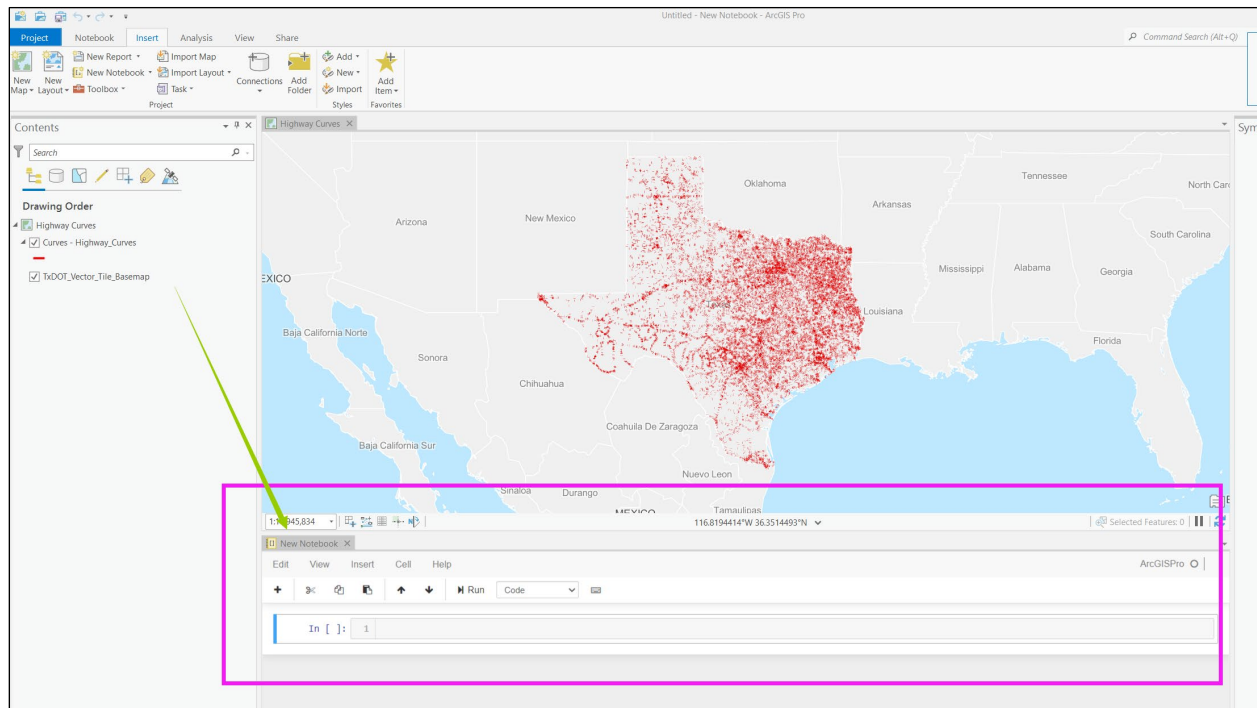 Untitled - New Notebook - ArcGIS Pro
Project Notebook Insert Analysis View Share
Command Search (Alt+Q)
New Map
New Layout
New Report
New Notebook
Toolbox
Import Map
Import Layout
Task
Connections
Add Folder
Add
New
Import
Add Item
Project
Styles
Favorites
Contents
Search
Drawing Order
Highway Curves
Curves - Highway_Curves
TxDOT_Vector_Tile_Basemap
Highway Curves
Sym
Oklahoma
Tennessee
North Car
Arkansas
Arizona
New Mexico
South Carolina
Mississippi
Alabama
Georgia
EXICO
Texas
Louisiana
Baja California Norte
Florida
Sonora
Chihuahua
Coahuila De Zaragoza
Baja California Sur
Nuevo Leon
Sinaloa
Durango
MEXICO
Tamaulipas
116.8194414°W 36.3514493°N
Selected Features: 0
New Notebook
Edit View Insert Cell Help
ArcGISPro
Run Code
In [ ]: 1